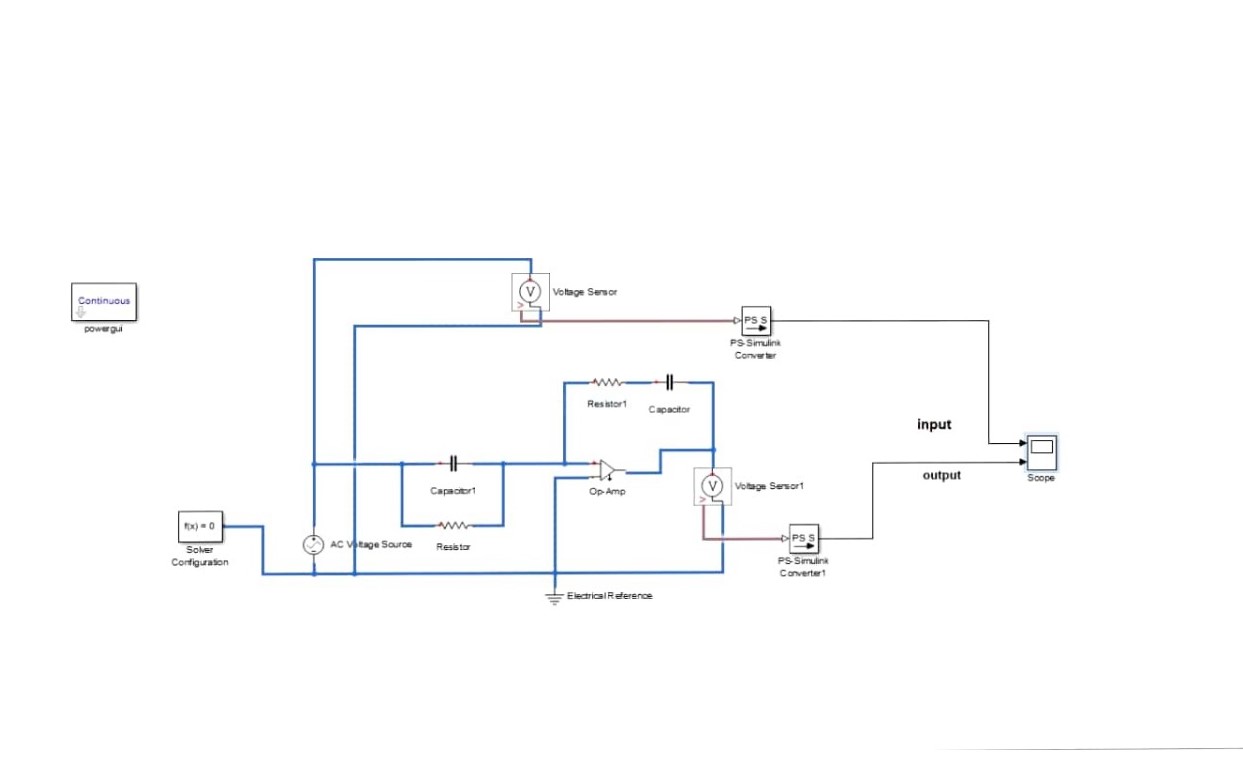 Continuous
powergui
V
Voltage Sensor
PS S
PS-Simulink
Converter
Resistor1
Capacitor
input
Capacitor1
Op-Amp
V
Voltage Sensor1
output
Scope
f(x) = 0
Solver
Configuration
AC Voltage Source
Resistor
PS S
PS-Simulink
Converter1
Electrical Reference